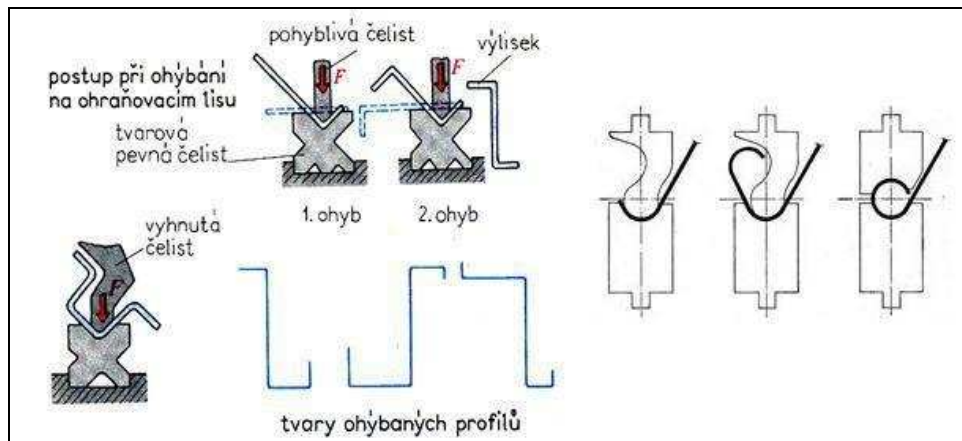 pohyblivá čelist
výlisek
F
F
postup při ohýbání
na ohraňovacím lisu
tvarová
pevná čelist
1. ohyb
2. ohyb
vyhnutá
čelist
F
tvary ohýbaných profilů